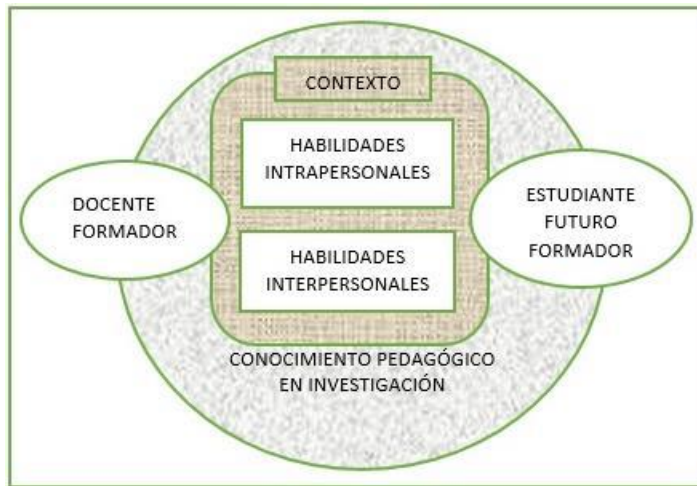 CONTEXTO
HABILIDADES
INTRAPERSONALES
DOCENTE
FORMADOR
ESTUDIANTE
FUTURO
FORMADOR
HABILIDADES
INTERPERSONALES
CONOCIMIENTO PEDAGÓGICO
EN INVESTIGACIÓN